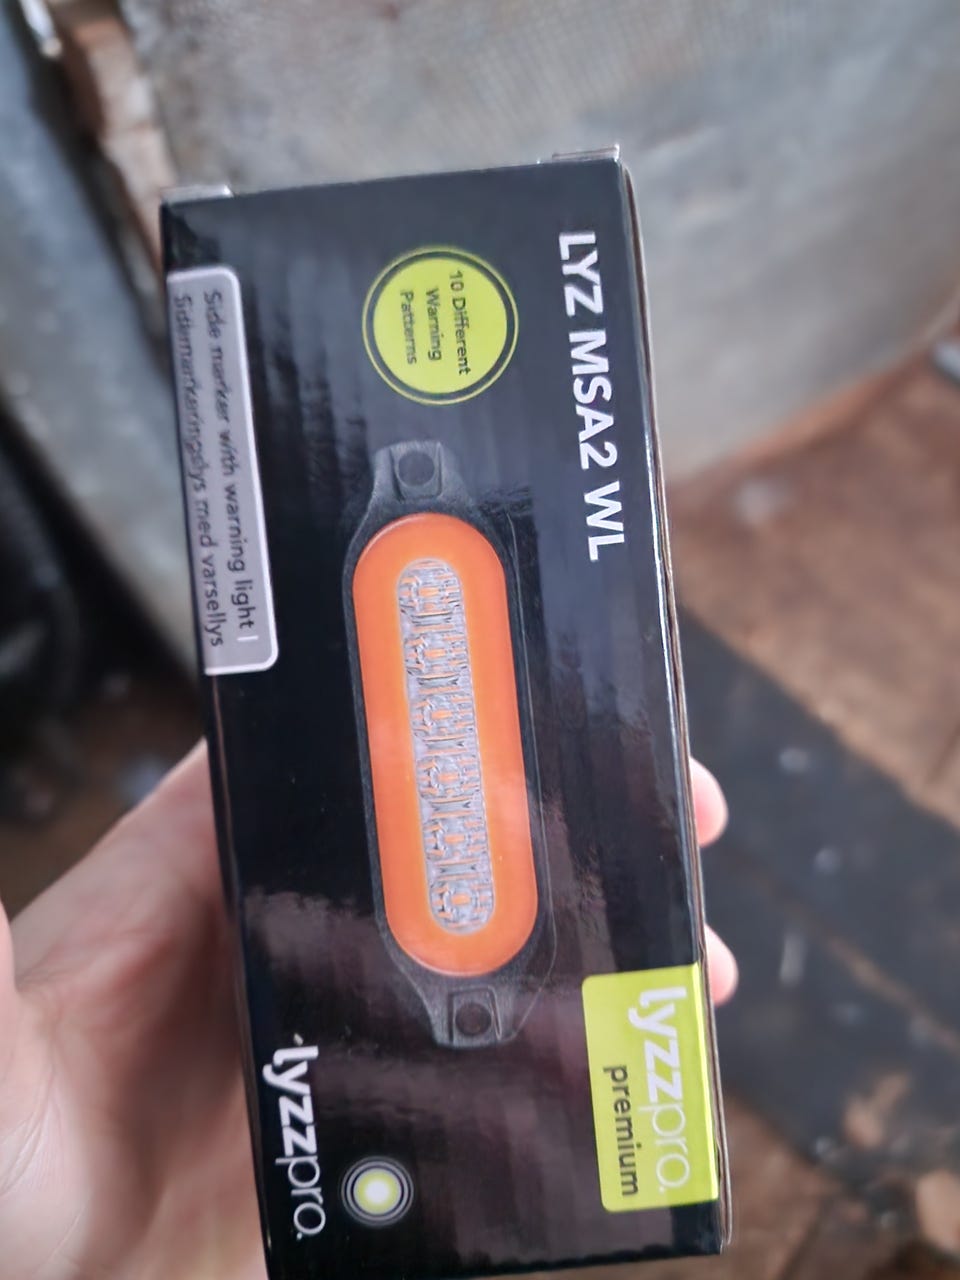 LYZ MSA2 WL
lyzzpro.
premium
10 Different
Warning
Patterns
Side marker with warning light |
Sidemarkeringslys med varsellys
lyzzpro.